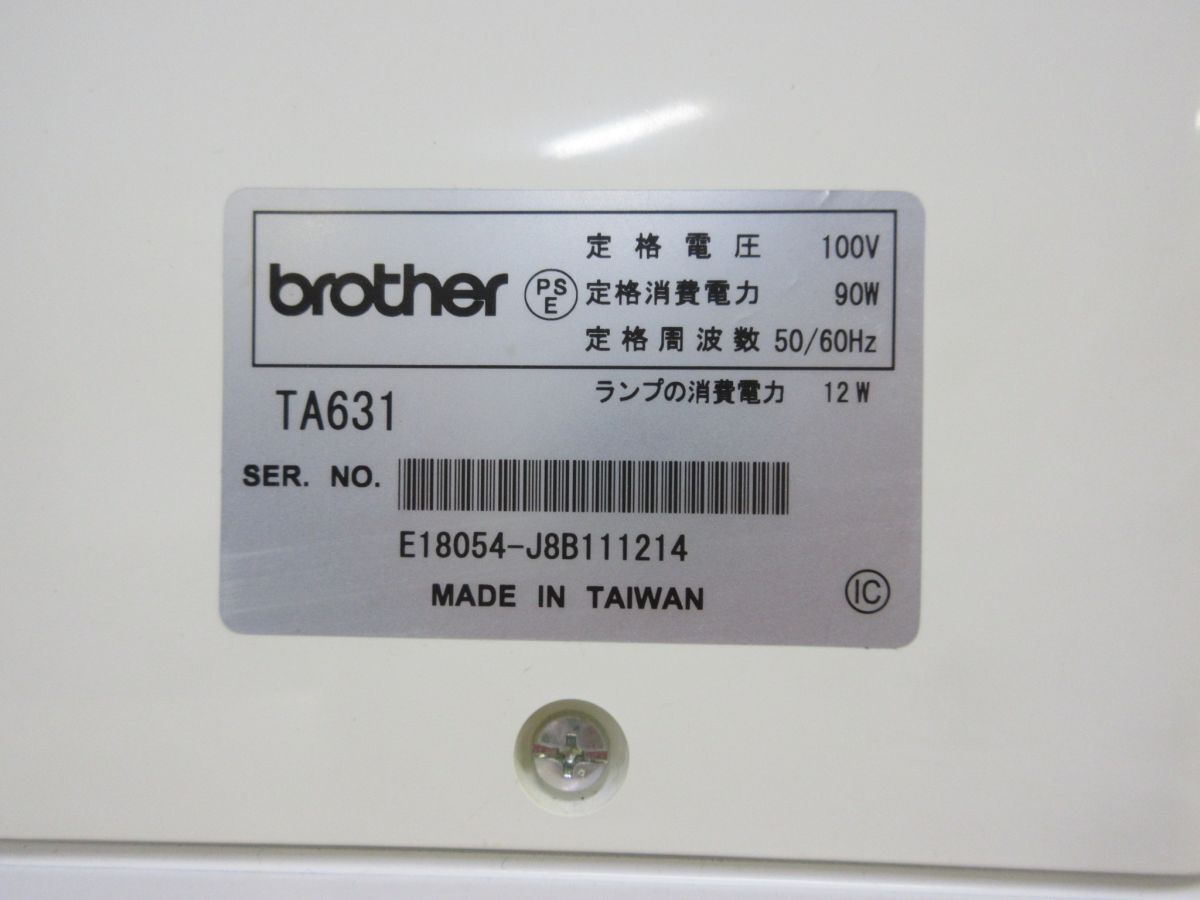 brother
PS
E
定格電圧 100V
定格消費電力 90W
定格周波数 50/60Hz
ランプの消費電力 12W
TA631
SER. NO.
E18054-J8B111214
MADE IN TAIWAN
IC